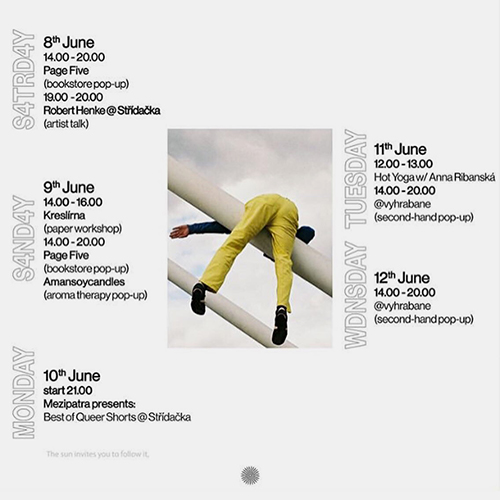 S4TRD4Y
8th June
14.00 - 20.00
Page Five
(bookstore pop-up)
19.00 - 20.00
Robert Henke @ Střídačka
(artist talk)
S4ND4Y
9th June
14.00 - 16.00
Kreslírna
(paper workshop)
14.00 - 20.00
Page Five
(bookstore pop-up)
Amansoycandles
(aroma therapy pop-up)
MONDAY
10th June
start 21.00
Mezipatra presents:
Best of Queer Shorts @ Střídačka
TUESDAY
11th June
12.00 - 13.00
Hot Yoga w/ Anna Ribanská
14.00 - 20.00
@vyhrabane
(second-hand pop-up)
WDNSDAY
12th June
14.00 - 20.00
@vyhrabane
(second-hand pop-up)
The sun invites you to follow it,